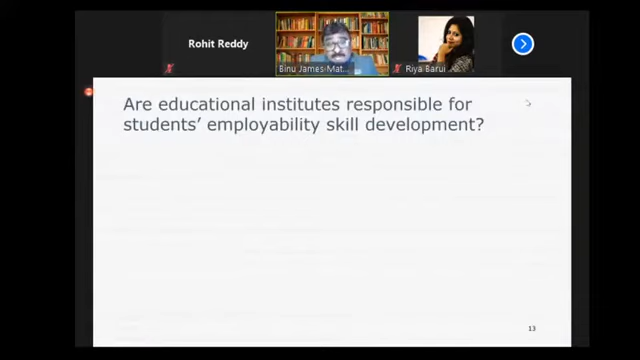 Rohit Reddy
Binu James-Mat...
Riya Barui
Are educational institutes responsible for
students' employability skill development?
13